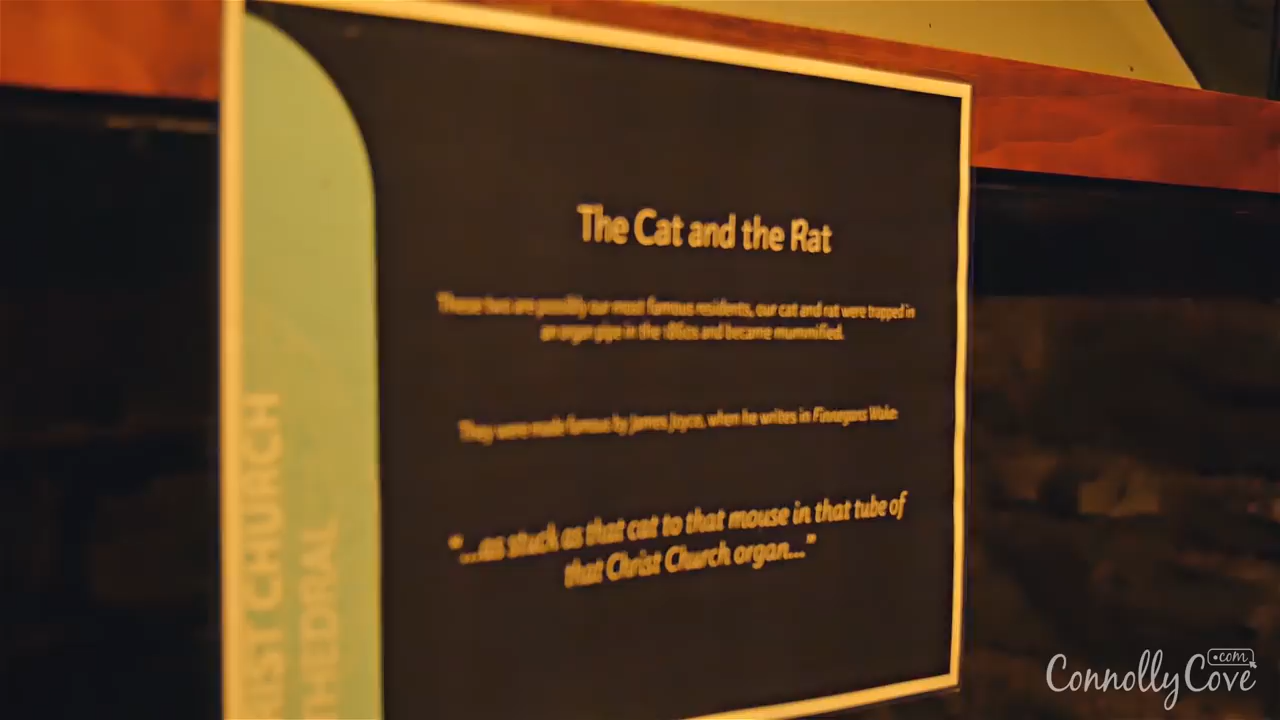 The Cat and the Rat
These two are possibly our most famous residents, our cat and rat were trapped in
an organ pipe in the 1860s and became mummified.
They were made famous by James Joyce, when he writes in Finnegans Wake:
"...as stuck as that cat to that mouse in that tube of
that Christ Church organ..."
RIST CHURCH
THEDRAL
ConnollyCove
.com